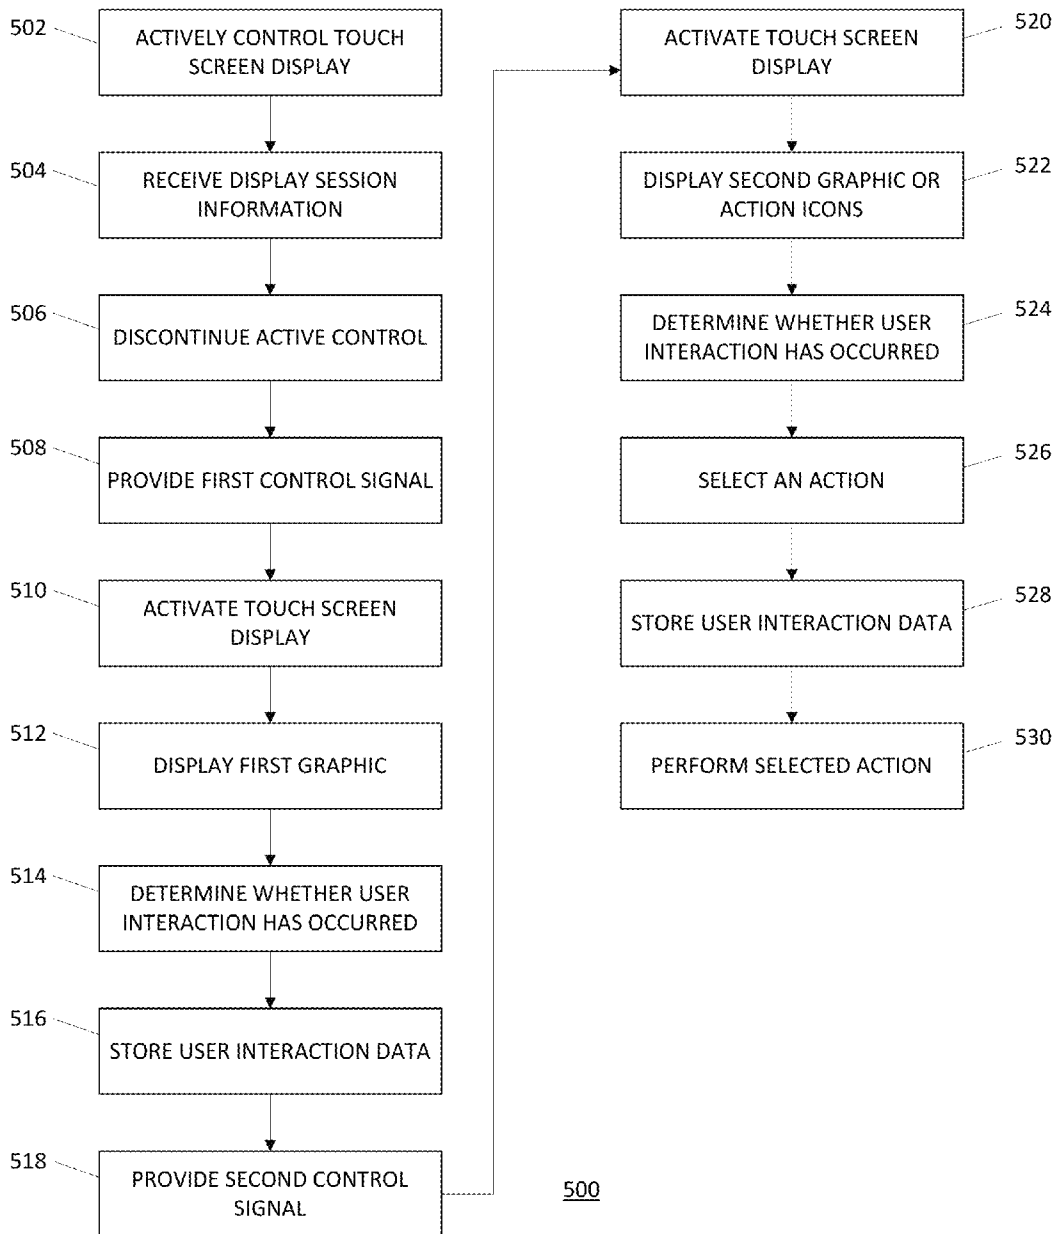 502
ACTIVELY CONTROL TOUCH
SCREEN DISPLAY
504
RECEIVE DISPLAY SESSION
INFORMATION
506
DISCONTINUE ACTIVE CONTROL
508
PROVIDE FIRST CONTROL SIGNAL
510
ACTIVATE TOUCH SCREEN
DISPLAY
512
DISPLAY FIRST GRAPHIC
514
DETERMINE WHETHER USER
INTERACTION HAS OCCURRED
516
STORE USER INTERACTION DATA
518
PROVIDE SECOND CONTROL
SIGNAL
520
ACTIVATE TOUCH SCREEN
DISPLAY
522
DISPLAY SECOND GRAPHIC OR
ACTION ICONS
524
DETERMINE WHETHER USER
INTERACTION HAS OCCURRED
526
SELECT AN ACTION
528
STORE USER INTERACTION DATA
530
PERFORM SELECTED ACTION
500